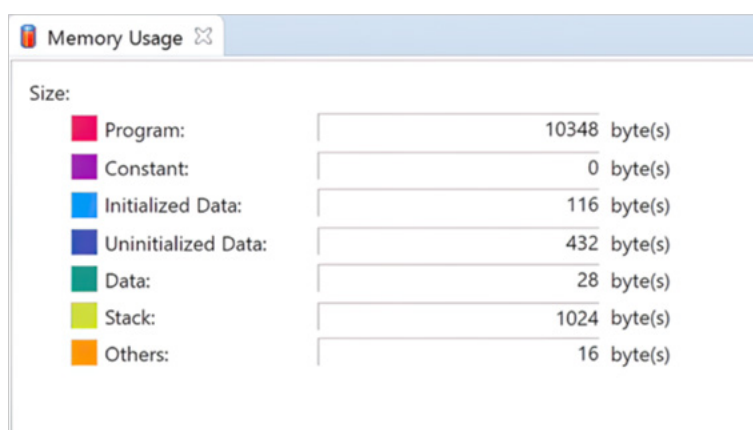 Memory Usage
Size:
Program: 10348 byte(s)
Constant: 0 byte(s)
Initialized Data: 116 byte(s)
Uninitialized Data: 432 byte(s)
Data: 28 byte(s)
Stack: 1024 byte(s)
Others: 16 byte(s)